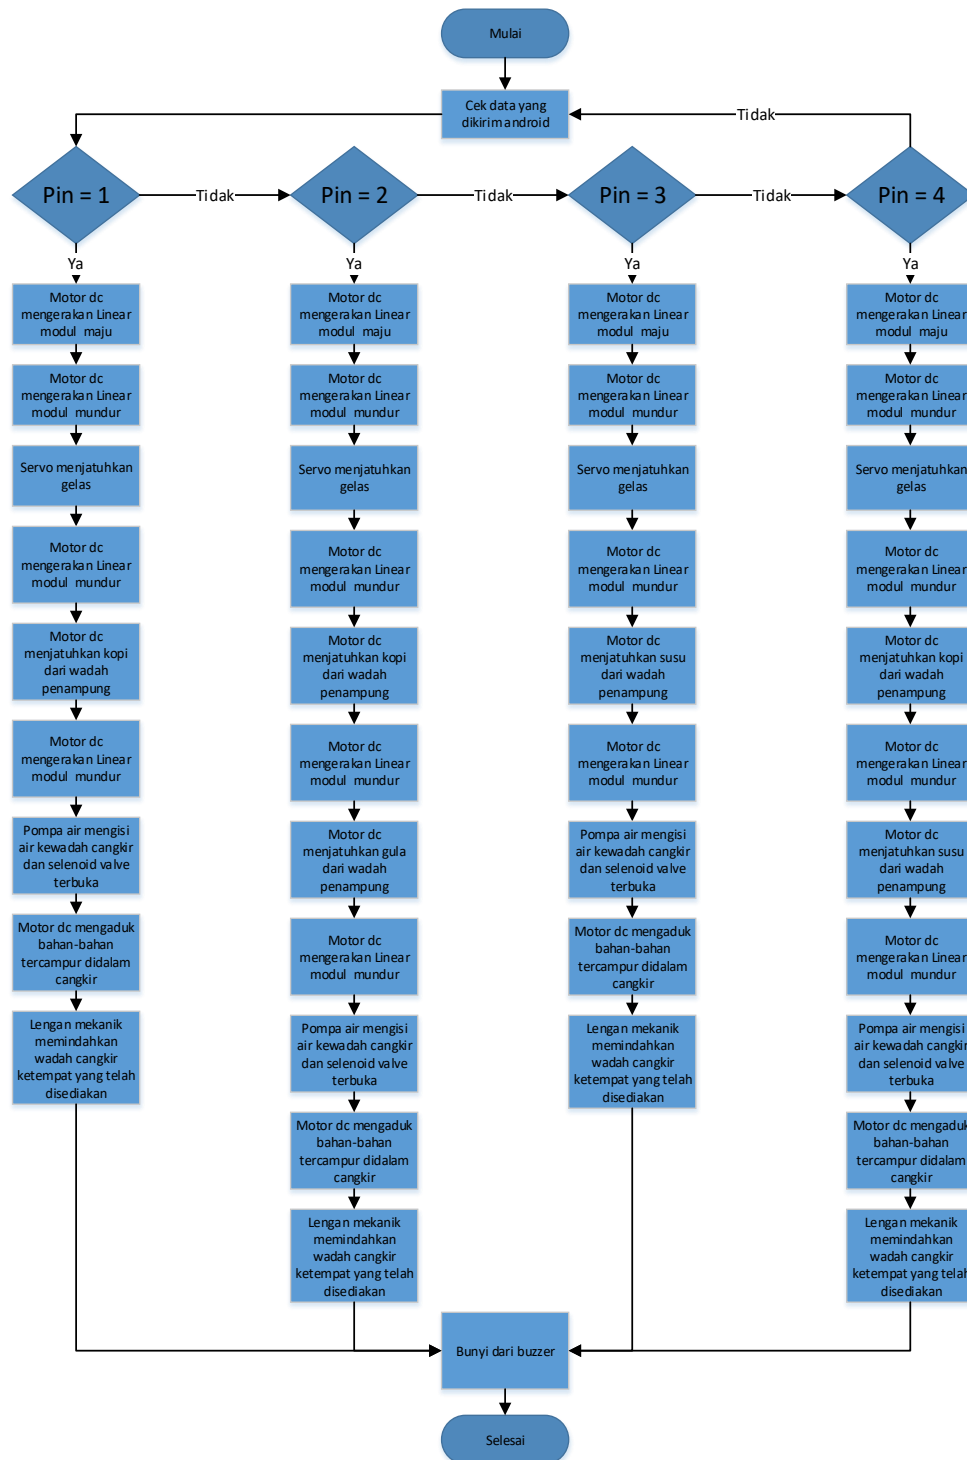 Mulai
Cek data yang
dikirim android
Tidak
Pin = 1
Tidak
Pin = 2
Tidak
Pin = 3
Tidak
Pin = 4
Ya
Motor dc
mengerakan Linear
modul maju
Motor dc
mengerakan Linear
modul mundur
Servo menjatuhkan
gelas
Motor dc
mengerakan Linear
modul mundur
Motor dc
menjatuhkan kopi
dari wadah
penampung
Motor dc
mengerakan Linear
modul mundur
Pompa air mengisi
air kewadah cangkir
dan selenoid valve
terbuka
Motor dc mengaduk
bahan-bahan
tercampur didalam
cangkir
Lengan mekanik
memindahkan
wadah cangkir
ketempat yang telah
disediakan
Ya
Motor dc
mengerakan Linear
modul maju
Motor dc
mengerakan Linear
modul mundur
Servo menjatuhkan
gelas
Motor dc
mengerakan Linear
modul mundur
Motor dc
menjatuhkan kopi
dari wadah
penampung
Motor dc
mengerakan Linear
modul mundur
Motor dc
menjatuhkan gula
dari wadah
penampung
Motor dc
mengerakan Linear
modul mundur
Pompa air mengisi
air kewadah cangkir
dan selenoid valve
terbuka
Motor dc mengaduk
bahan-bahan
tercampur didalam
cangkir
Lengan mekanik
memindahkan
wadah cangkir
ketempat yang telah
disediakan
Ya
Motor dc
mengerakan Linear
modul maju
Motor dc
mengerakan Linear
modul mundur
Servo menjatuhkan
gelas
Motor dc
mengerakan Linear
modul mundur
Motor dc
menjatuhkan susu
dari wadah
penampung
Motor dc
mengerakan Linear
modul mundur
Pompa air mengisi
air kewadah cangkir
dan selenoid valve
terbuka
Motor dc mengaduk
bahan-bahan
tercampur didalam
cangkir
Lengan mekanik
memindahkan
wadah cangkir
ketempat yang telah
disediakan
Ya
Motor dc
mengerakan Linear
modul maju
Motor dc
mengerakan Linear
modul mundur
Servo menjatuhkan
gelas
Motor dc
mengerakan Linear
modul mundur
Motor dc
menjatuhkan kopi
dari wadah
penampung
Motor dc
mengerakan Linear
modul mundur
Motor dc
menjatuhkan susu
dari wadah
penampung
Motor dc
mengerakan Linear
modul mundur
Pompa air mengisi
air kewadah cangkir
dan selenoid valve
terbuka
Motor dc mengaduk
bahan-bahan
tercampur didalam
cangkir
Lengan mekanik
memindahkan
wadah cangkir
ketempat yang telah
disediakan
Bunyi dari buzzer
Selesai